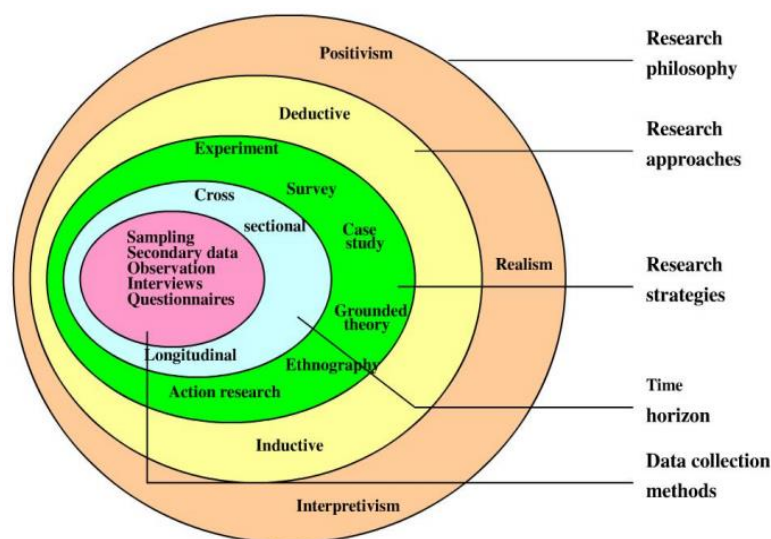 Positivism
Research
philosophy
Deductive
Research
approaches
Experiment
Survey
Cross
sectional
Case
study
Sampling
Secondary data
Observation
Interviews
Questionnaires
Realism
Research
strategies
Grounded
theory
Longitudinal
Ethnography
Action research
Time
horizon
Inductive
Data collection
methods
Interpretivism